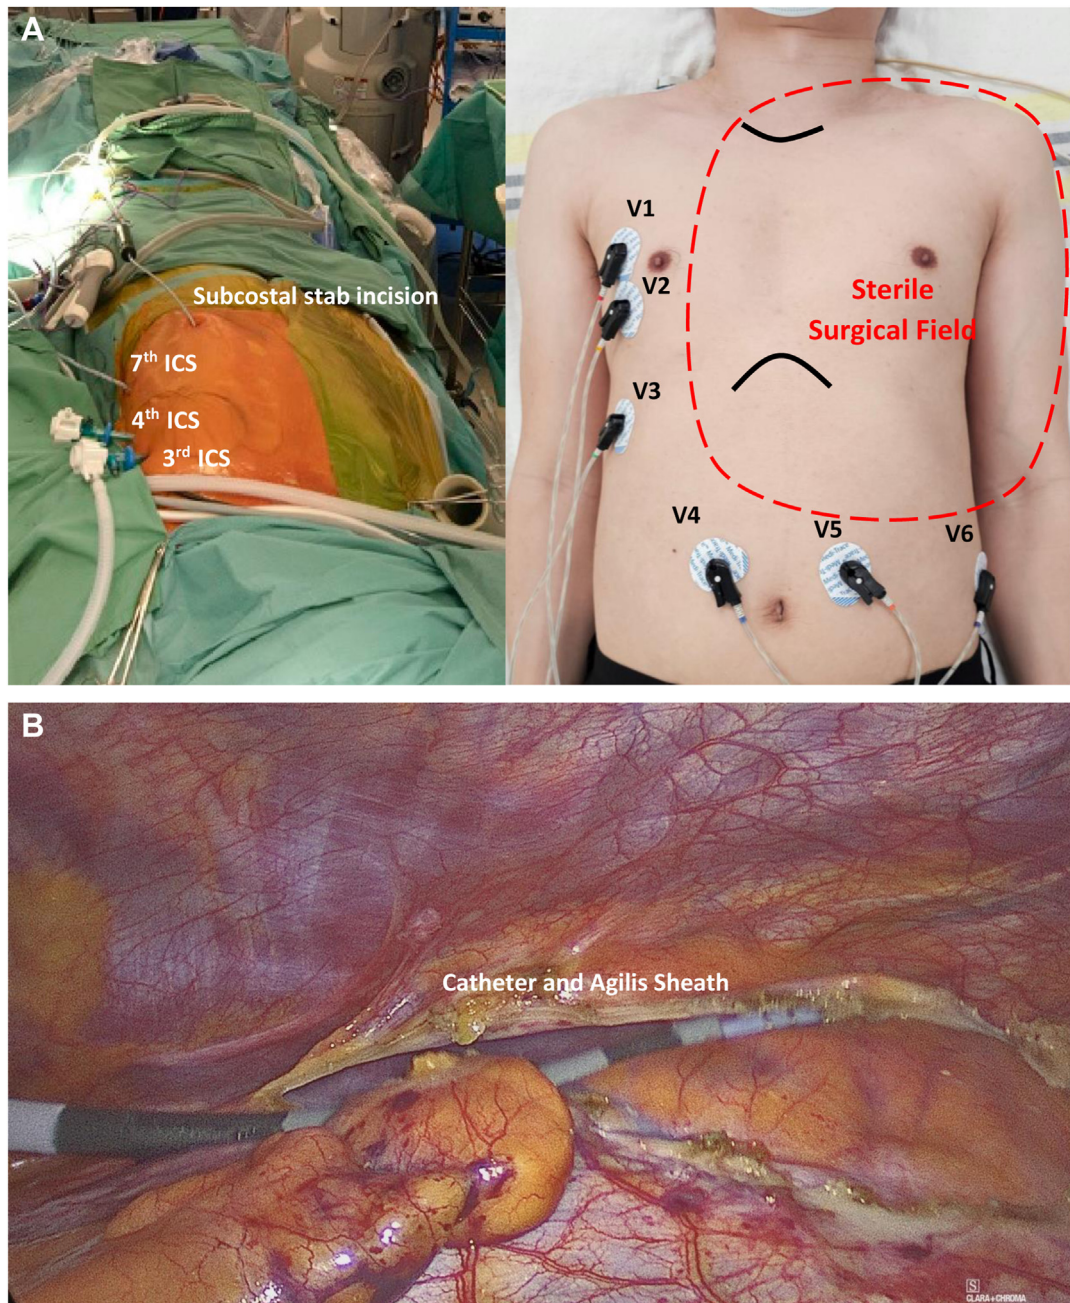 A
Subcostal stab incision
7th ICS
4th ICS
3rd ICS
V1
V2
V3
V4
V5
V6
Sterile
Surgical Field
B
Catheter and Agilis Sheath
S
CLARA+CHROMA